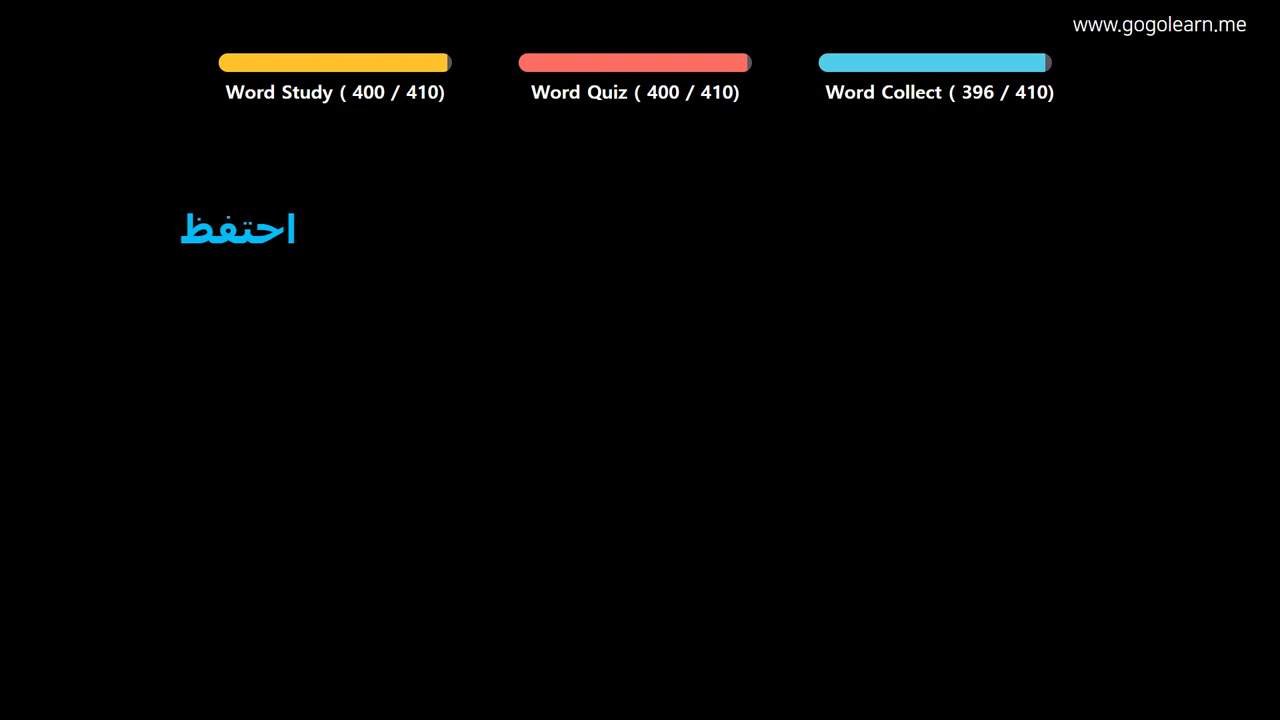 www.gogolearn.me
Word Study ( 400 / 410)
Word Quiz ( 400 / 410)
Word Collect ( 396 / 410)
احتفظ